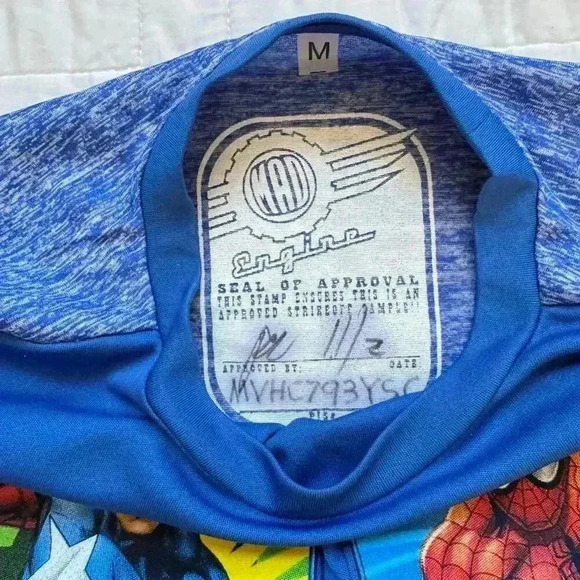 M
MAD
Engine
SEAL OF APPROVAL
THIS STAMP ENSURES THIS IS AN
APPROVED STRIKEOFF SAMPLE!!
11/2
APPROVED BY: DATE
MVHC793YSC